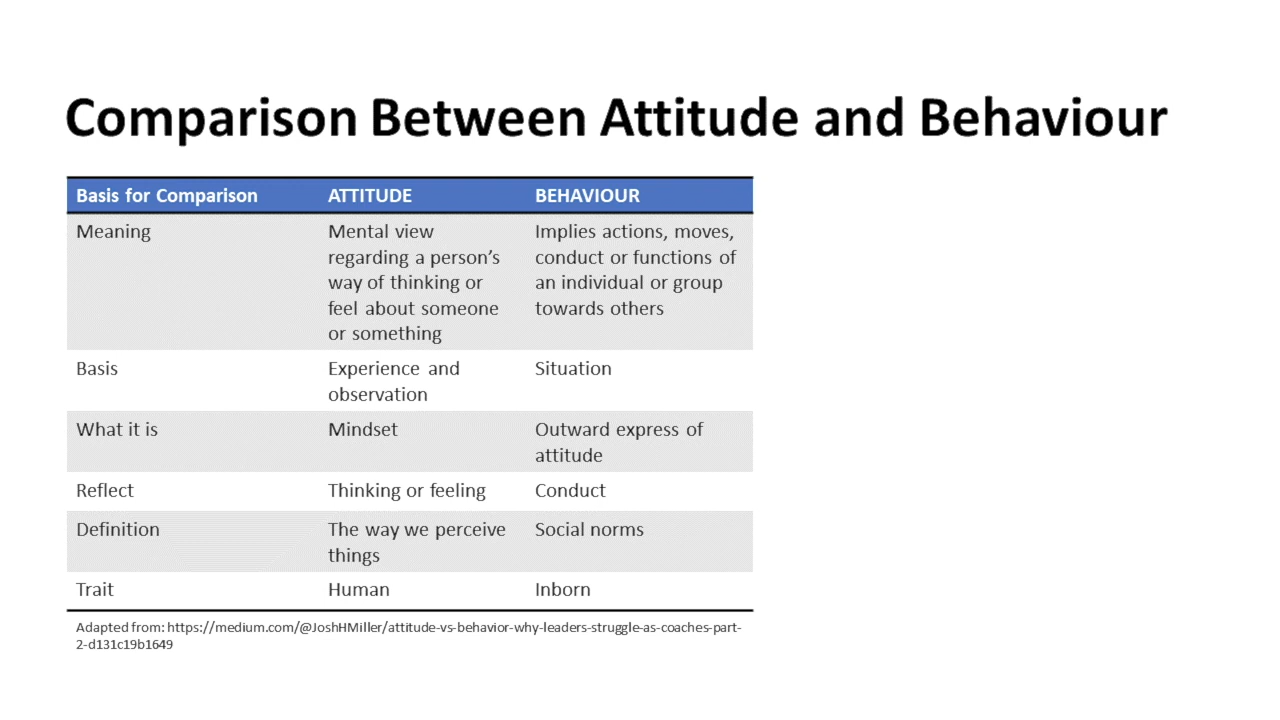 Comparison Between Attitude and Behaviour
Basis for Comparison ATTITUDE BEHAVIOUR
Meaning Mental view Implies actions, moves,
regarding a person’s conduct or functions of
way of thinking or an individual or group
feel about someone towards others
or something
Basis Experience and Situation
observation
What it is Mindset Outward express of
attitude
Reflect Thinking or feeling Conduct
Definition The way we perceive Social norms
things
Trait Human Inborn
Adapted from: https://medium.com/@JoshHMiller/attitude-vs-behavior-why-leaders-struggle-as-coaches-part-
2-d131c19b1649